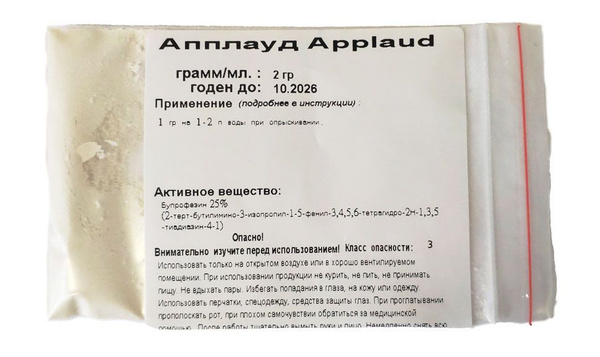 Апплауд Applaud
грамм/мл. : 2 гр
годен до: 10.2026
Применение (подробнее в инструкции) :
1 гр на 1-2 л воды при опрыскивании.
Активное вещество:
Бупрофезин 25%
(2-терт-бутилимино-3-изопропил-1-5-фенил-3,4,5,6-тетрагидро-2Н-1,3,5
-тиадиазин-4-1)
Опасно!
Внимательно изучите перед использованием! Класс опасности: 3
Использовать только на открытом воздухе или в хорошо вентилируемом
помещении. При использовании продукции не курить, не пить, не принимать
пищу. Не вдыхать пары. Избегать попадания в глаза, на кожу или одежду.
Использовать перчатки, спецодежду, средства защиты глаз. При проглатывании
прополоскать рот, при плохом самочувствии обратиться за медицинской
помощью. После работы тщательно вымыть руки и лицо. Немедленно снять всю